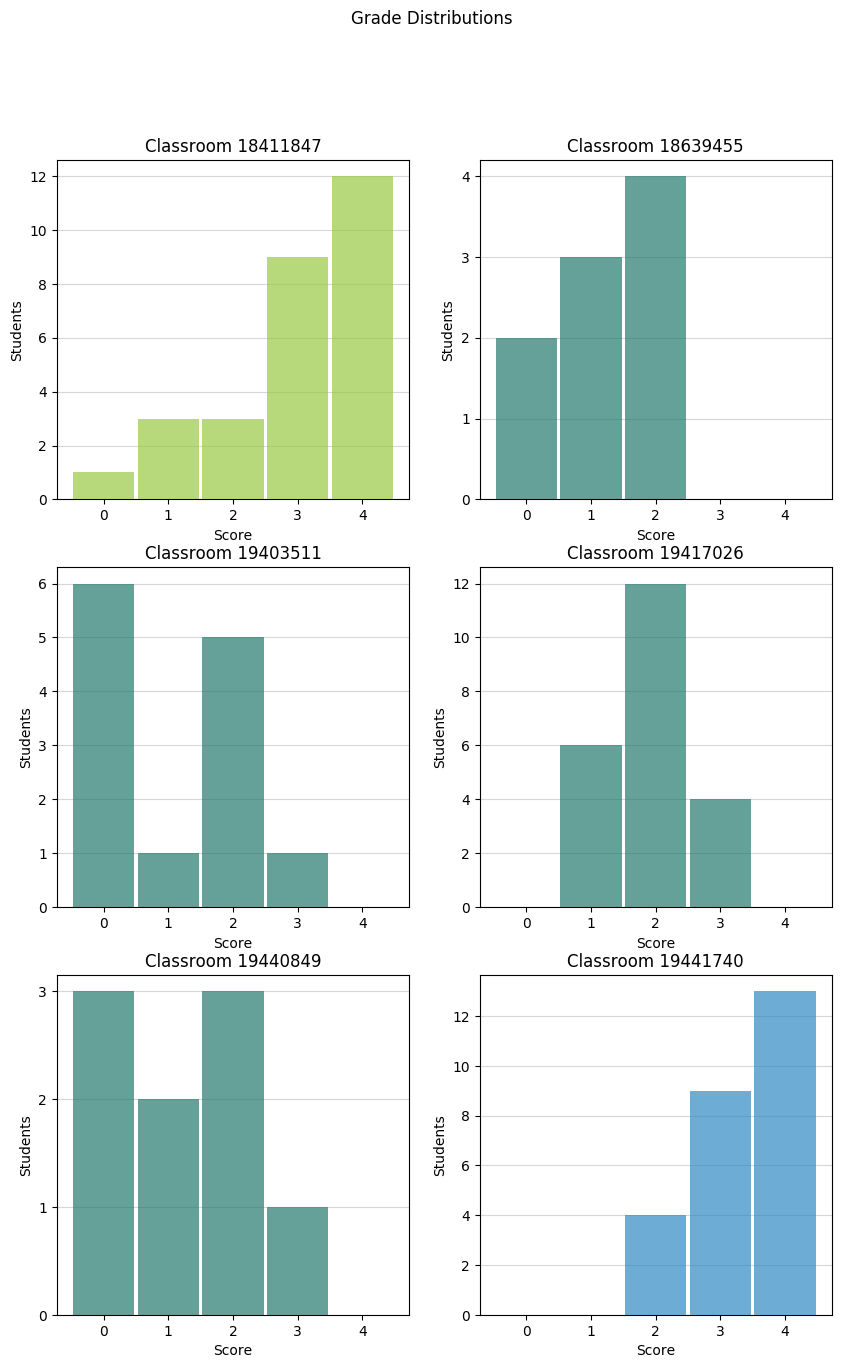 Grade Distributions
Classroom 18411847
12
10
8
6
4
2
0
Students
0 1 2 3 4
Score
Classroom 18639455
4
3
2
1
0
Students
0 1 2 3 4
Score
Classroom 19403511
6
5
4
3
2
1
0
Students
0 1 2 3 4
Score
Classroom 19417026
12
10
8
6
4
2
0
Students
0 1 2 3 4
Score
Classroom 19440849
3
2
1
0
Students
0 1 2 3 4
Score
Classroom 19441740
12
10
8
6
4
2
0
Students
0 1 2 3 4
Score